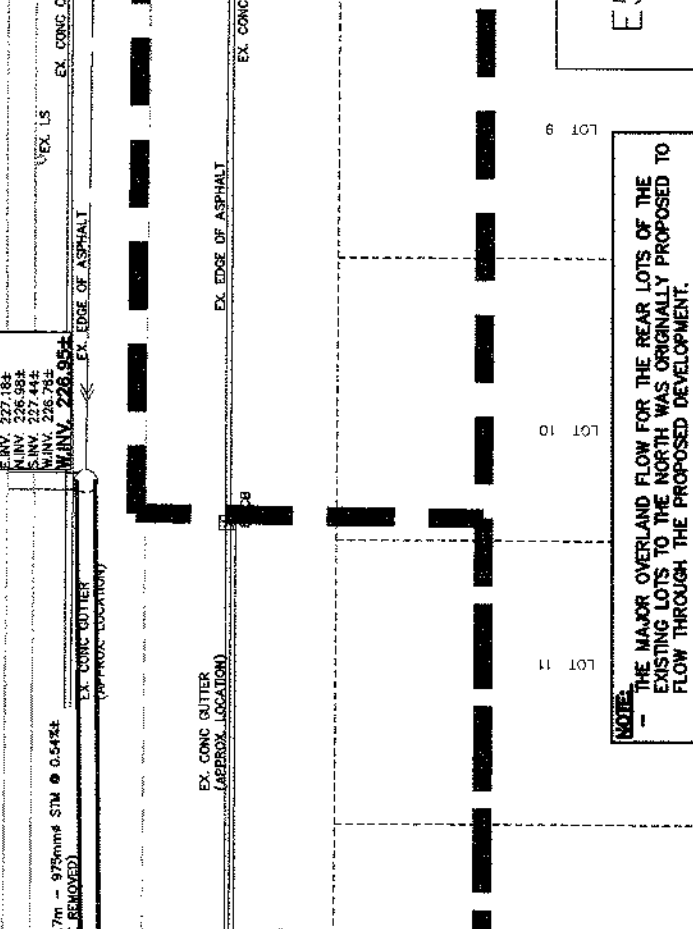 EX. CONC
EX. LS
EX. EDGE OF ASPHALT
E.INV. 227.18±
N.INV. 226.98±
S.INV. 227.44±
W.INV. 226.76±
W.INV. 226.95±
EX. CONC GUTTER
(APPROX. LOCATION)
7m - 975mmø STM @ 0.54%±
REMOVED)
EX. CONC
EX. EDGE OF ASPHALT
EX. CONC GUTTER
(APPROX. LOCATION)
LOT 9
LOT 10
LOT 11
NOTE:
- THE MAJOR OVERLAND FLOW FOR THE REAR LOTS OF THE
EXISTING LOTS TO THE NORTH WAS ORIGINALLY PROPOSED TO
FLOW THROUGH THE PROPOSED DEVELOPMENT.